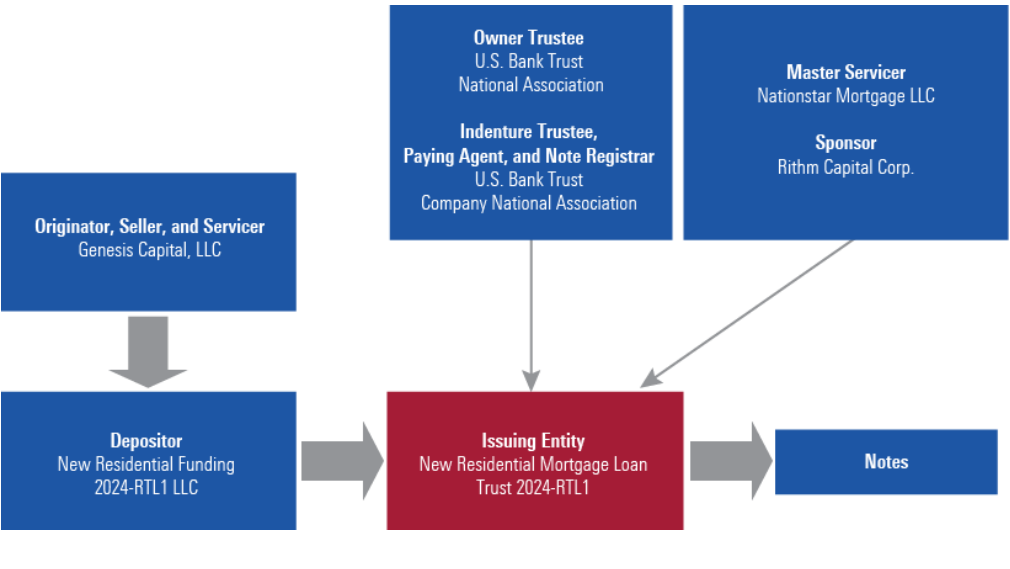 Owner Trustee
U.S. Bank Trust
National Association
Indenture Trustee,
Paying Agent, and Note Registrar
U.S. Bank Trust
Company National Association
Master Servicer
Nationstar Mortgage LLC
Sponsor
Rithm Capital Corp.
Originator, Seller, and Servicer
Genesis Capital, LLC
Depositor
New Residential Funding
2024-RTL1 LLC
Issuing Entity
New Residential Mortgage Loan
Trust 2024-RTL1
Notes